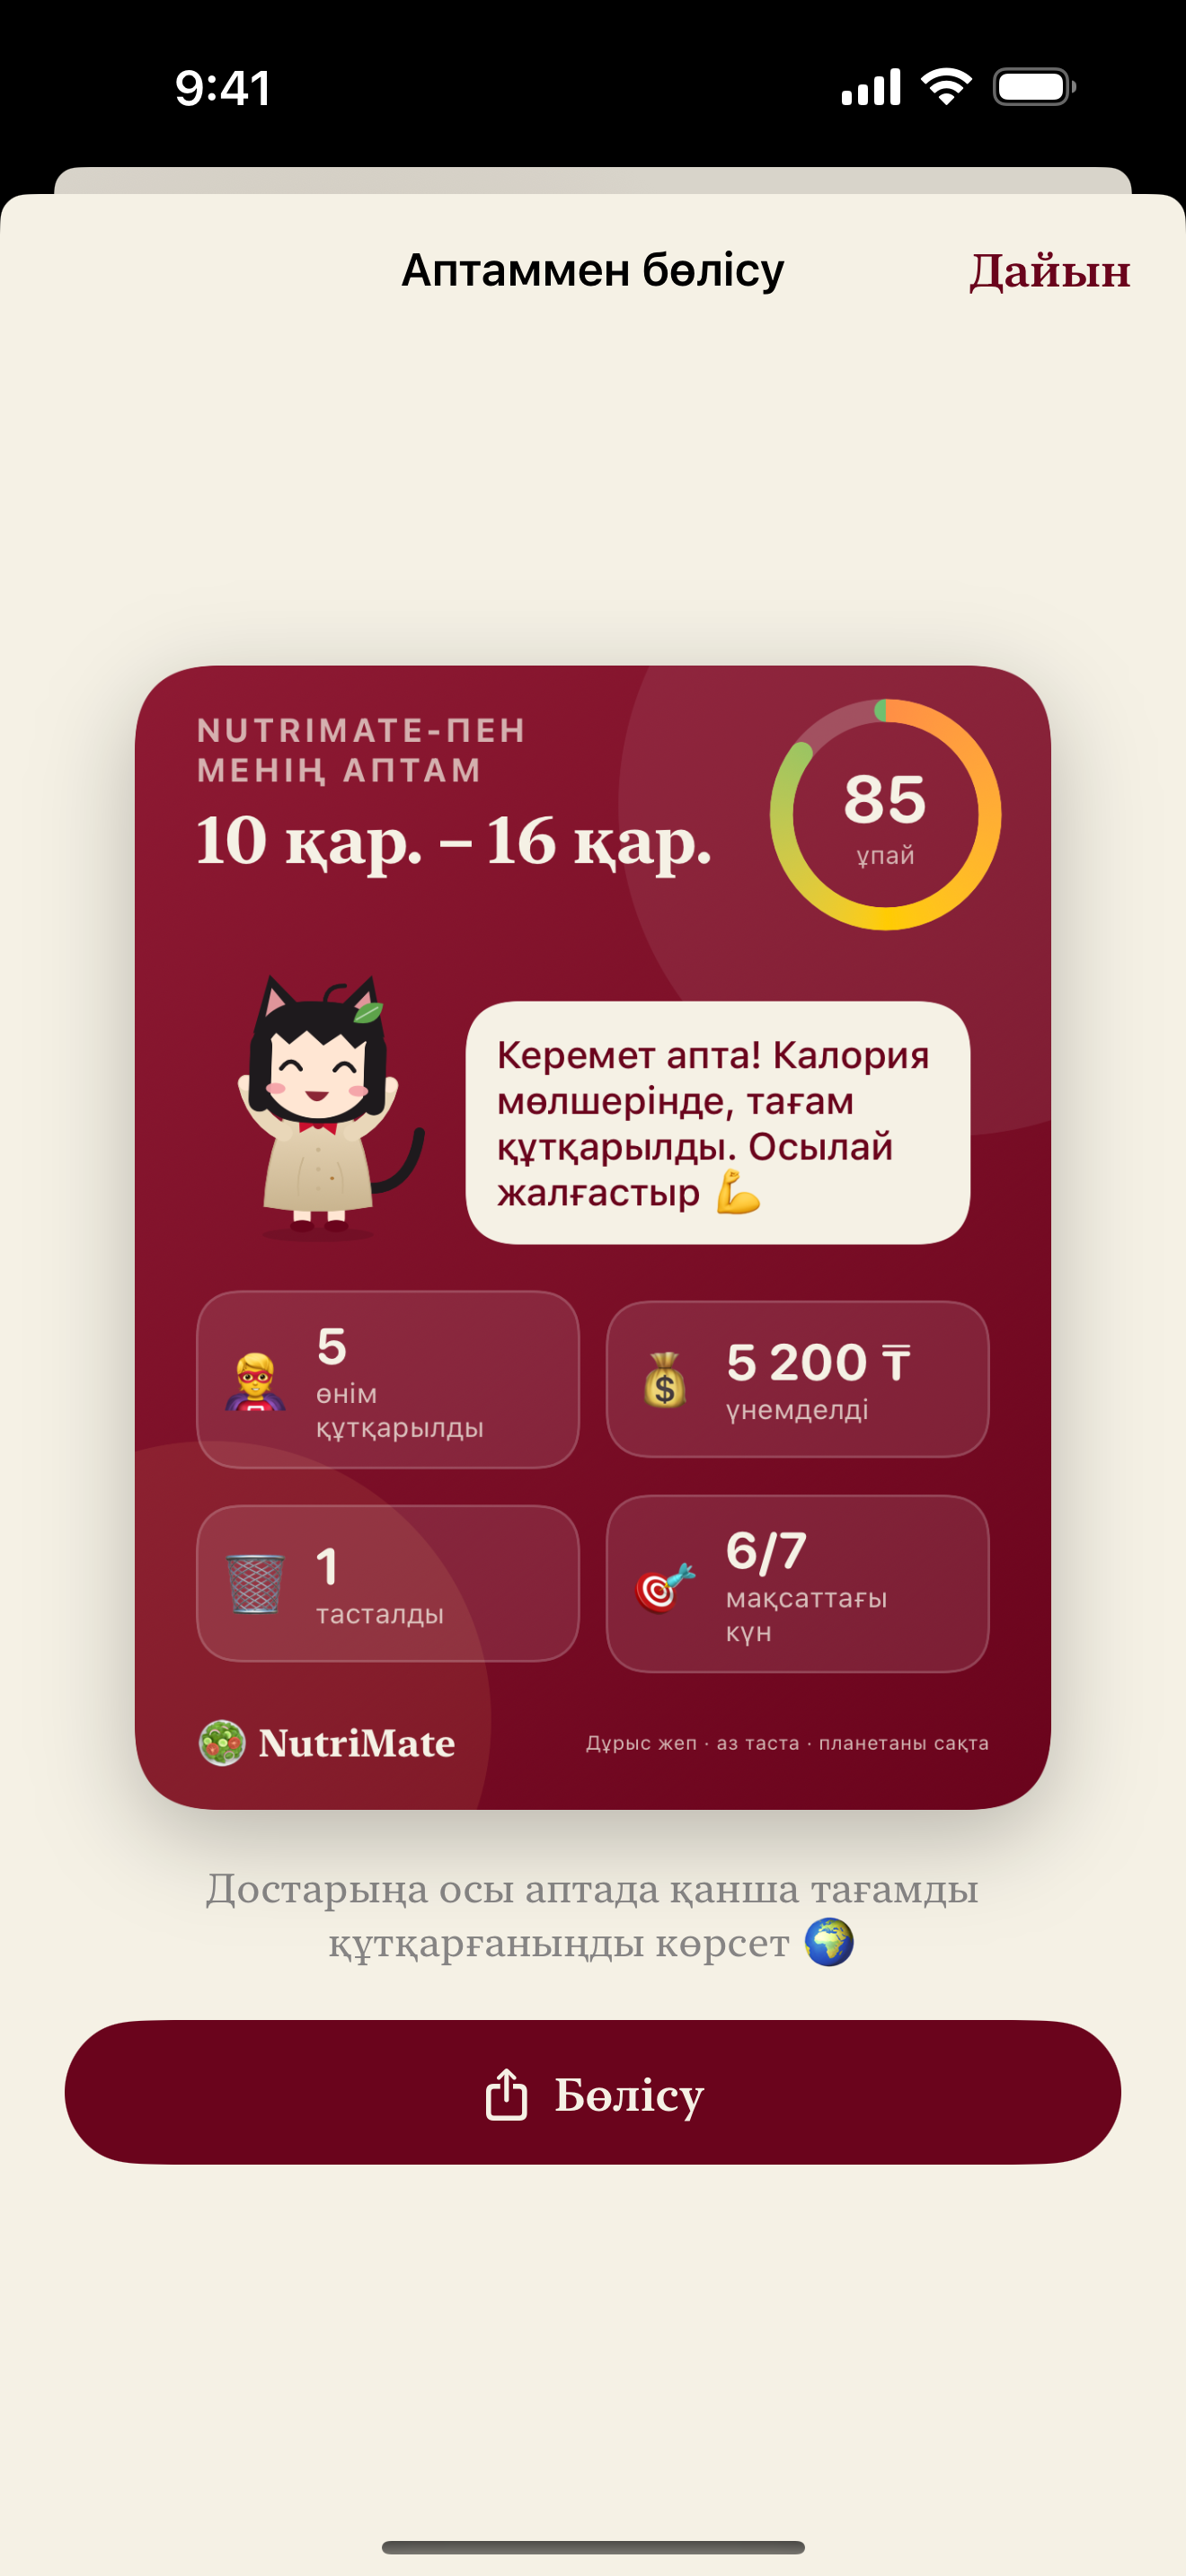 9:41
Аптаммен бөлісу
Дайын
NUTRIMATE-ПЕН
МЕНІҢ АПТАМ
10 қар. – 16 қар.
85
ұпай
Керемет апта! Калория
мөлшерінде, тағам
құтқарылды. Осылай
жалғастыр 💪
5
өнім
құтқарылды
5 200 ₸
үнемделді
1
тасталды
6/7
мақсаттағы
күн
NutriMate
Дұрыс жеп · аз таста · планетаны сақта
Достарыңа осы аптада қанша тағамды
құтқарғаныңды көрсет 🌍
Бөлісу